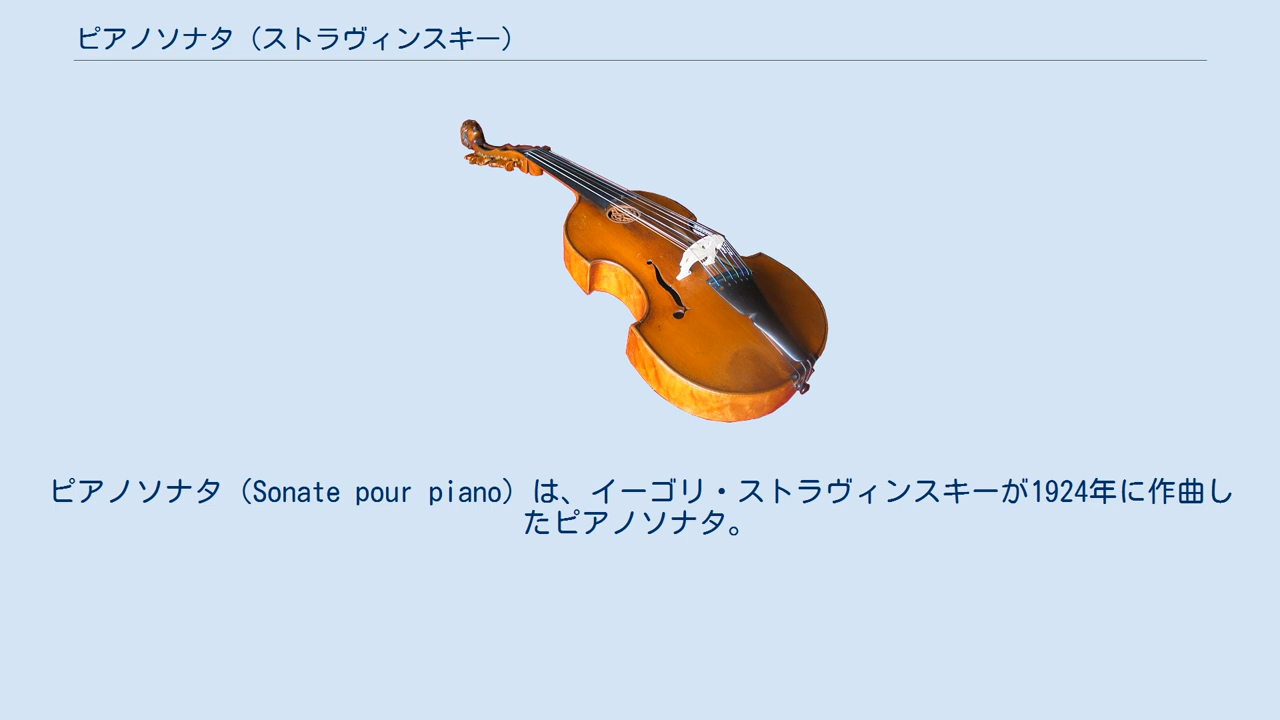 ピアノソナタ（ストラヴィンスキー）
ピアノソナタ（Sonate pour piano）は、イーゴリ・ストラヴィンスキーが1924年に作曲し
たピアノソナタ。